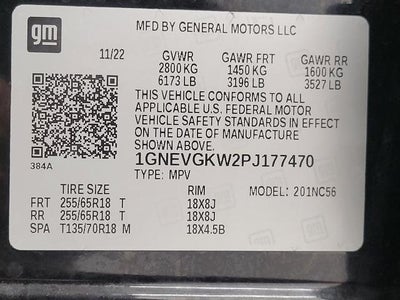 gm
MFD BY GENERAL MOTORS LLC
11/22 GVWR GAWR FRT GAWR RR
2800 KG 1450 KG 1600 KG
6173 LB 3196 LB 3527 LB
THIS VEHICLE CONFORMS TO ALL
APPLICABLE U.S. FEDERAL MOTOR
VEHICLE SAFETY STANDARDS IN EFFECT
ON THE DATE OF MANUFACTURE
SHOWN ABOVE.
384A
1GNEVGKW2PJ177470
TYPE: MPV
TIRE SIZE RIM MODEL: 201NC56
FRT 255/65R18 T 18X8J
RR 255/65R18 T 18X8J
SPA T135/70R18 M 18X4.5B